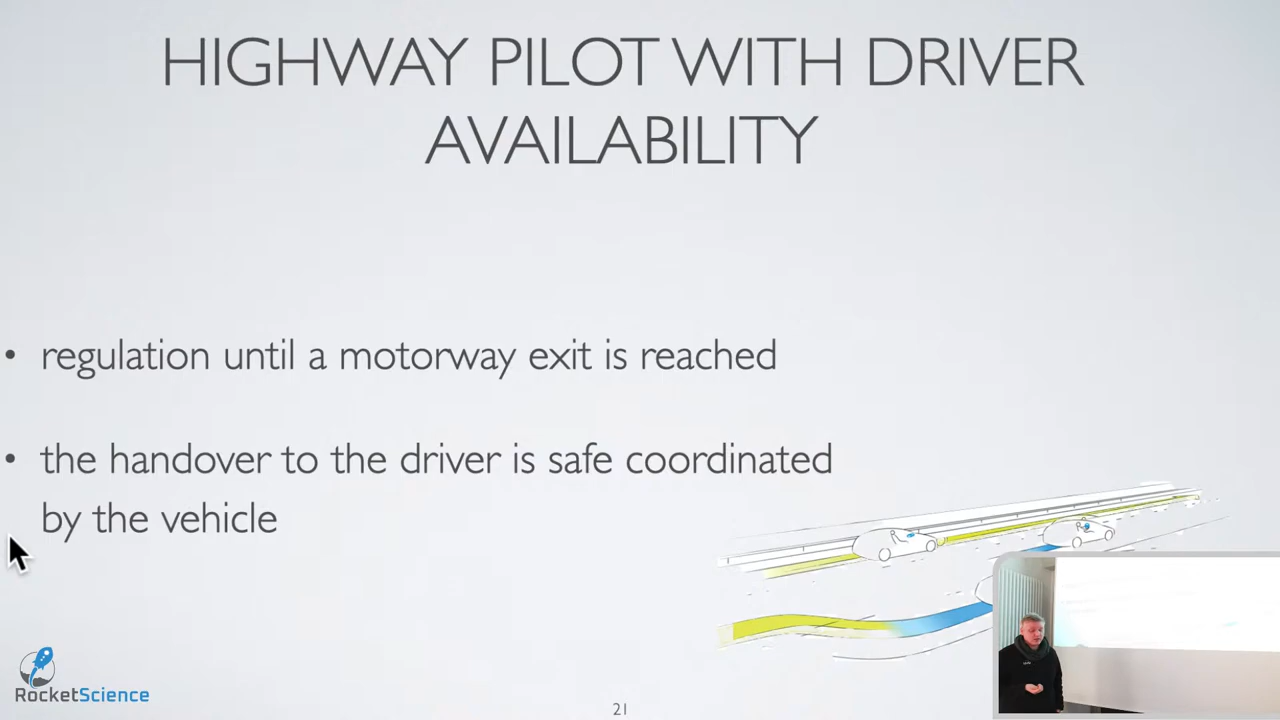 HIGHWAY PILOT WITH DRIVER
AVAILABILITY
• regulation until a motorway exit is reached
• the handover to the driver is safe coordinated
by the vehicle
RocketScience
21